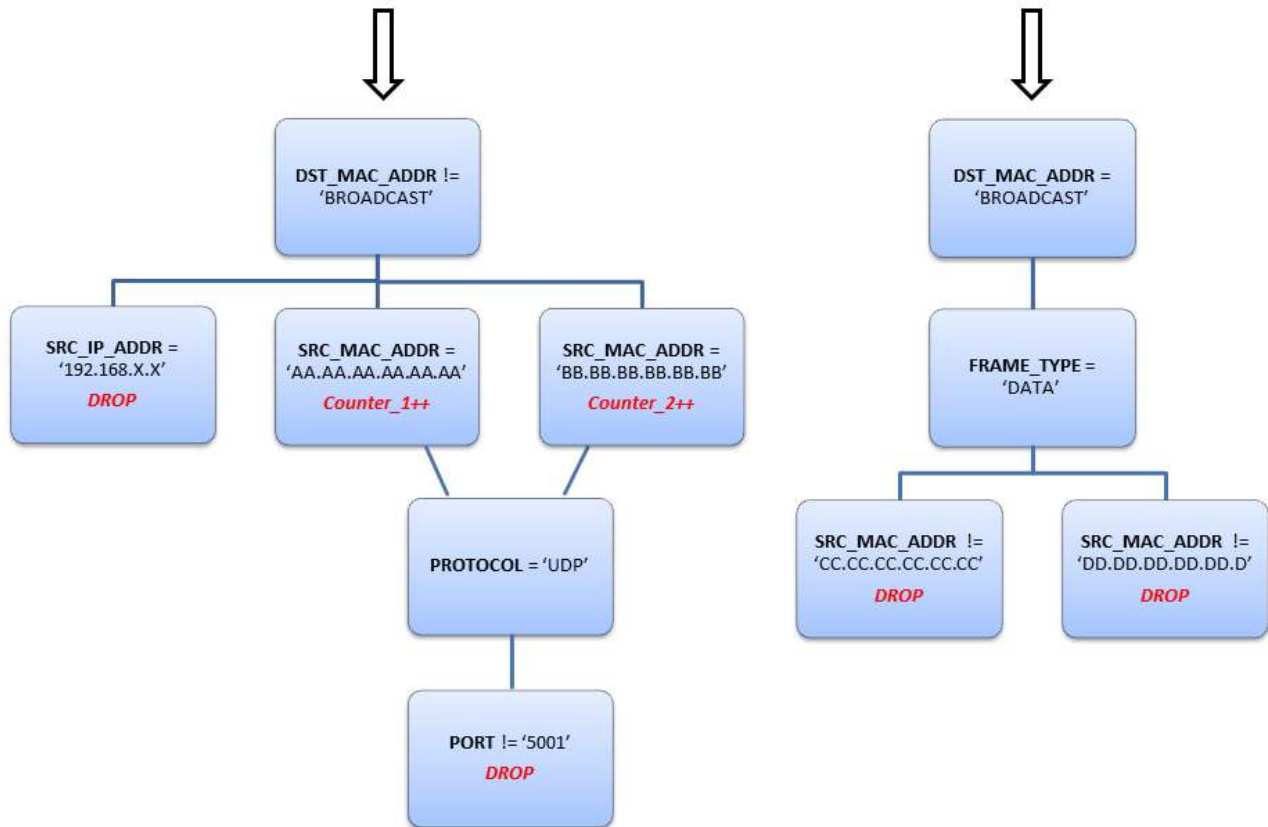 DST_MAC_ADDR !=
‘BROADCAST’
DST_MAC_ADDR =
‘BROADCAST’
SRC_IP_ADDR =
‘192.168.X.X’
DROP
SRC_MAC_ADDR =
‘AA.AA.AA.AA.AA.AA’
Counter_1++
SRC_MAC_ADDR =
‘BB.BB.BB.BB.BB.BB’
Counter_2++
FRAME_TYPE =
‘DATA’
PROTOCOL = ‘UDP’
SRC_MAC_ADDR !=
‘CC.CC.CC.CC.CC.CC’
DROP
SRC_MAC_ADDR !=
‘DD.DD.DD.DD.DD.D’
DROP
PORT != ‘5001’
DROP